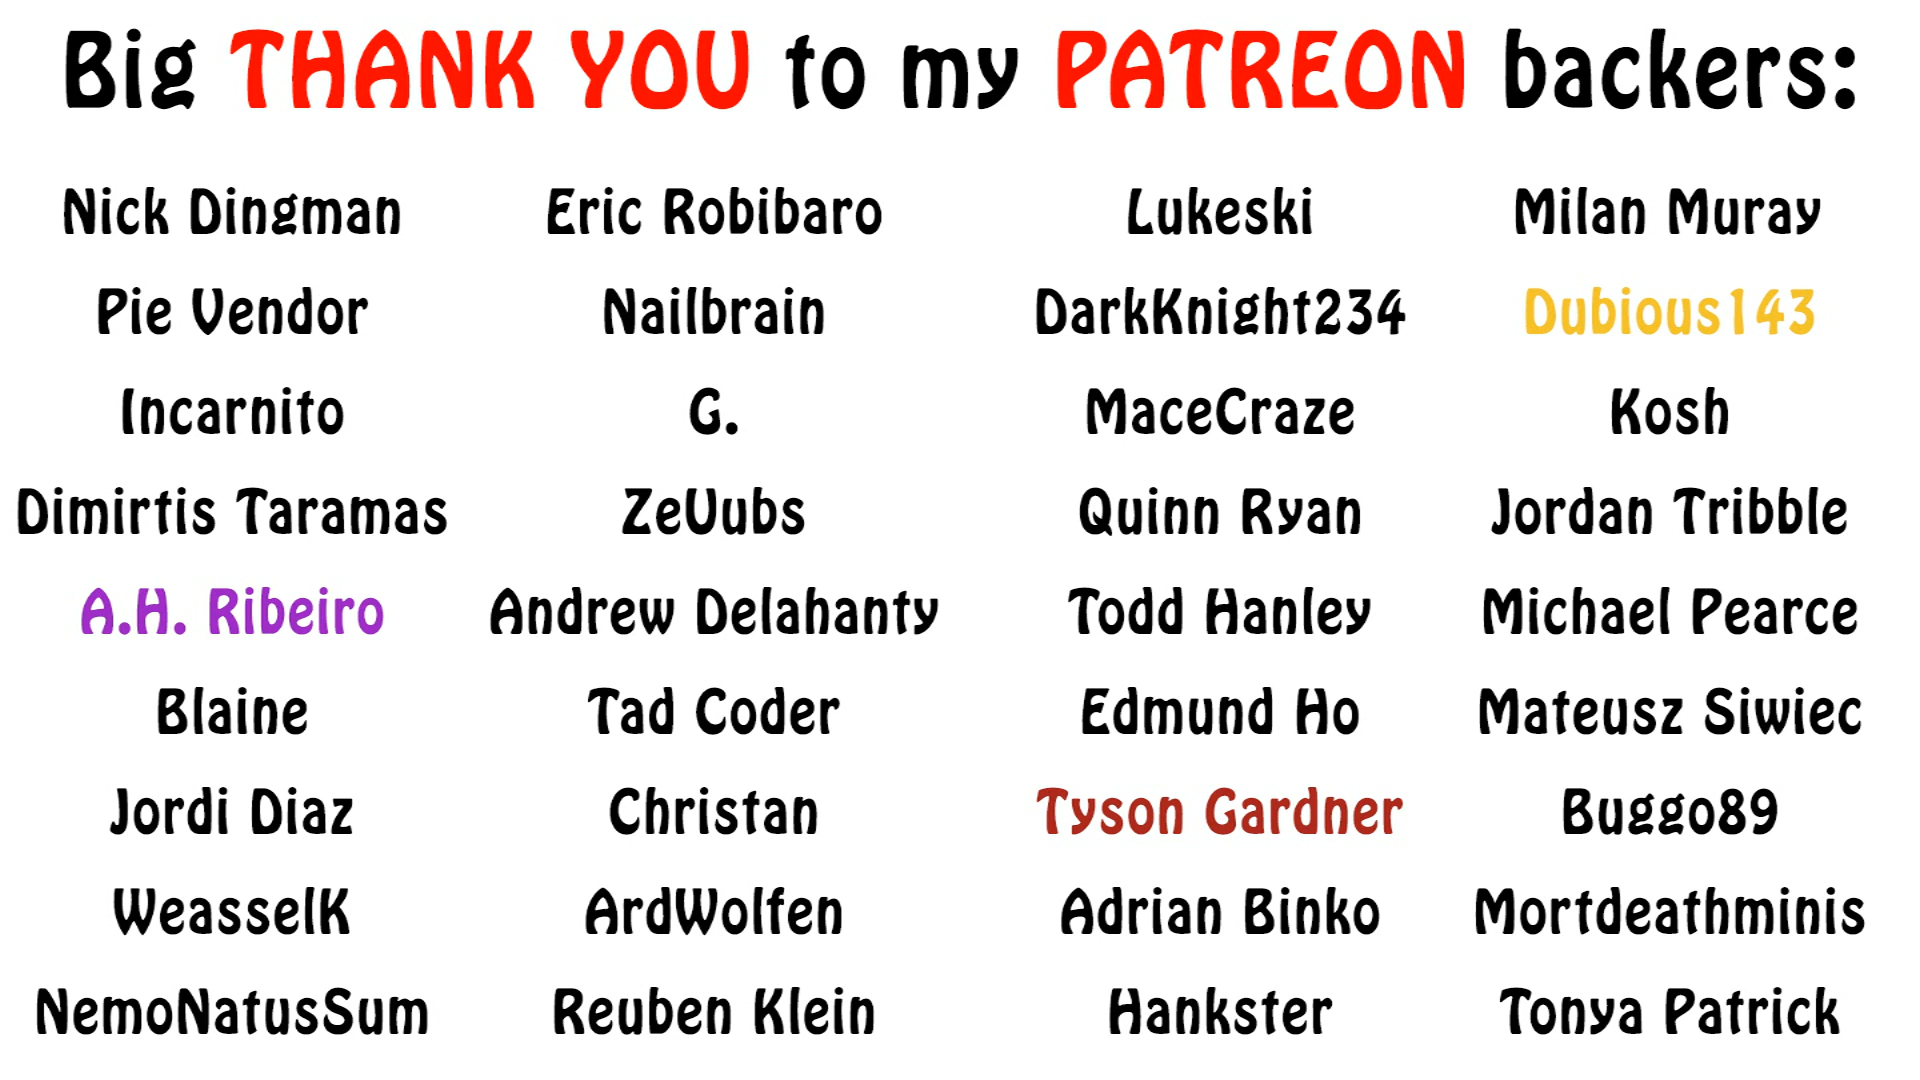 Big THANK YOU to my PATREON backers:
Nick Dingman Eric Robibaro Lukeski Milan Muray
Pie Vendor Nailbrain DarkKnight234 Dubious143
Incarnito G. MaceCraze Kosh
Dimirtis Taramas ZeUubs Quinn Ryan Jordan Tribble
A.H. Ribeiro Andrew Delahanty Todd Hanley Michael Pearce
Blaine Tad Coder Edmund Ho Mateusz Siwiec
Jordi Diaz Christan Tyson Gardner Buggo89
WeasselK ArdWolfen Adrian Binko Mortdeathminis
NemoNatusSum Reuben Klein Hankster Tonya Patrick